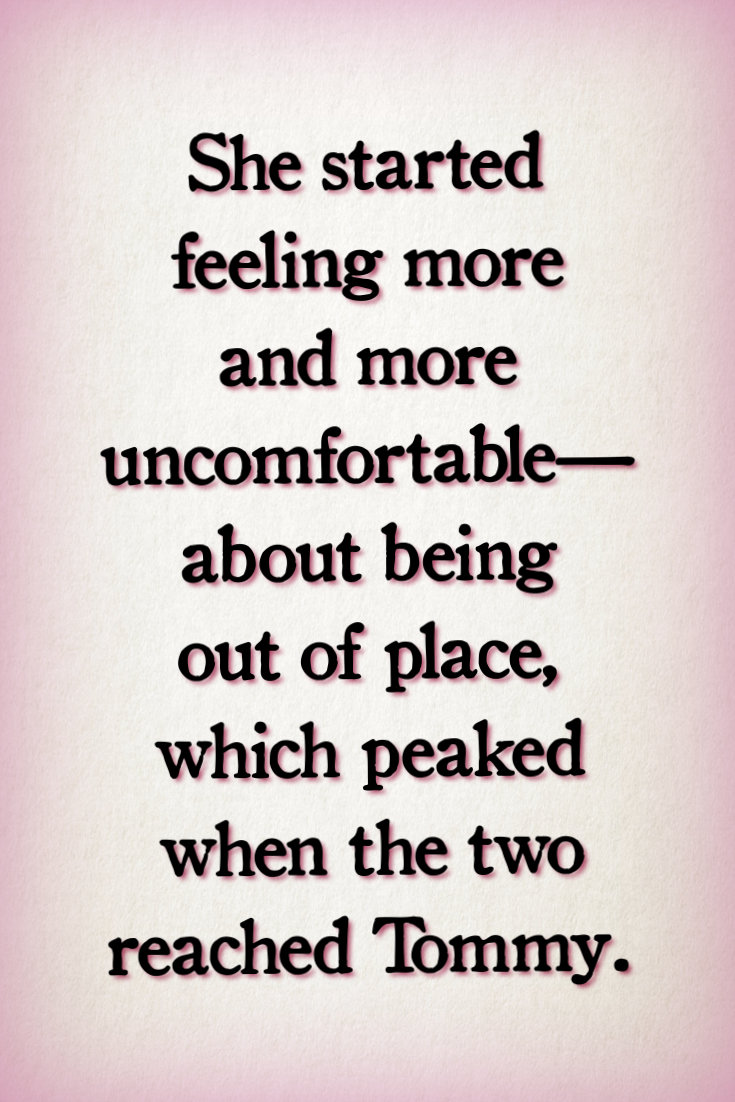 She started
feeling more
and more
uncomfortable—
about being
out of place,
which peaked
when the two
reached Tommy.